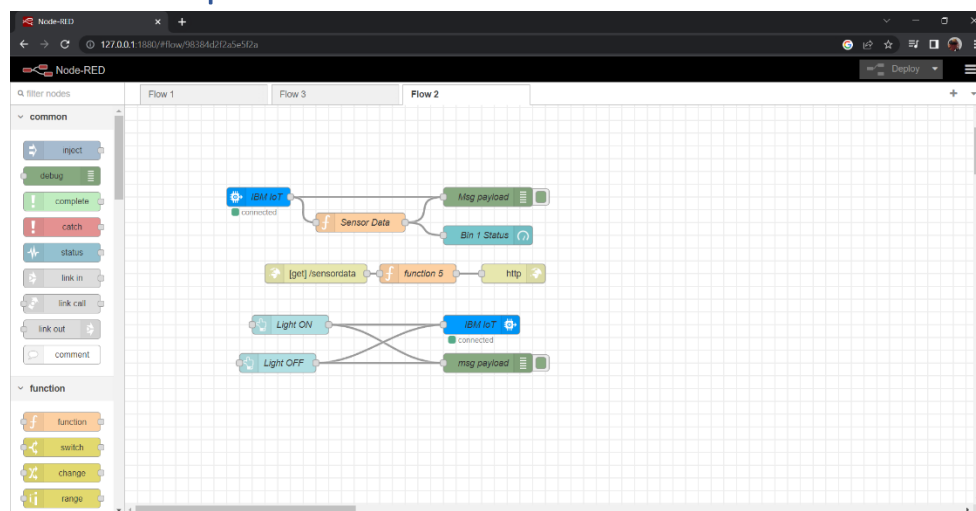 Node-RED
127.0.0.1:1880/#flow/98384d2f2a5e5f2a
Node-RED
Deploy
filter nodes
Flow 1
Flow 3
Flow 2
common
inject
debug
complete
catch
status
link in
link call
link out
comment
function
function
switch
change
range
IBM IoT
connected
Msg payload
Sensor Data
Bin 1 Status
[get] /sensordata
function 5
http
Light ON
IBM IoT
connected
Light OFF
msg payload